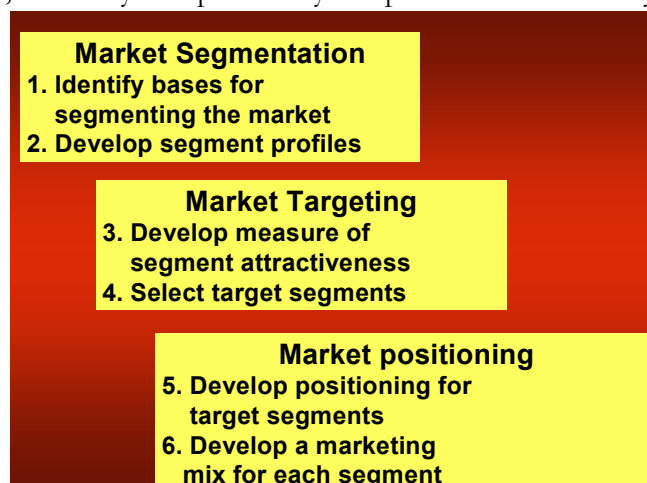 Market Segmentation
1. Identify bases for
segmenting the market
2. Develop segment profiles
Market Targeting
3. Develop measure of
segment attractiveness
4. Select target segments
Market positioning
5. Develop positioning for
target segments
6. Develop a marketing
mix for each segment